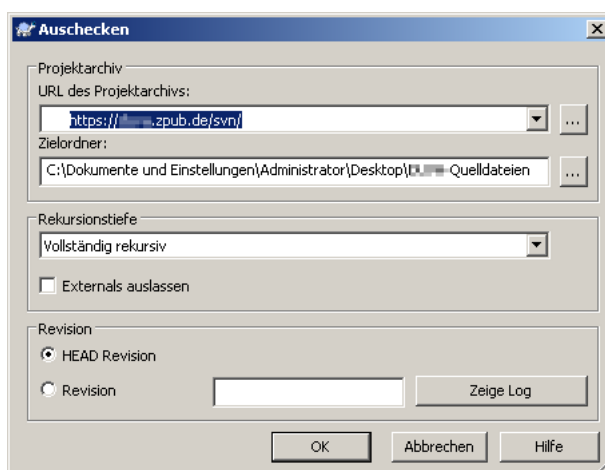 Auschecken
Projektarchiv
URL des Projektarchivs:
https:// .zpub.de/svn/
...
Zielordner:
C:\Dokumente und Einstellungen\Administrator\Desktop\ -Quelldateien
...
Rekursionstiefe
Vollständig rekursiv
Externals auslassen
Revision
HEAD Revision
Revision
Zeige Log
OK Abbrechen Hilfe